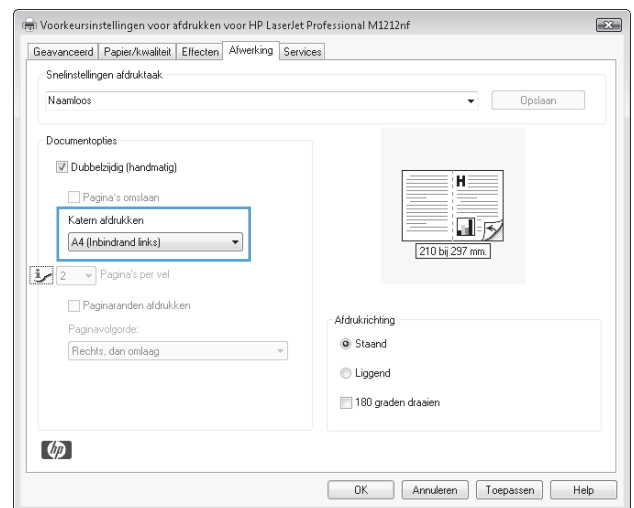 Voorkeursinstellingen voor afdrukken voor HP LaserJet Professional M1212nf
Geavanceerd Papier/kwaliteit Effecten Afwerking Services
Snelinstellingen afdruktaak
Naamloos Opslaan
Documentopties
Dubbelzijdig (handmatig)
Pagina's omslaan
Katern afdrukken
A4 (Inbindrand links)
2 Pagina's per vel
Paginaranden afdrukken
Paginavolgorde:
Rechts, dan omlaag
H
210 bij 297 mm.
Afdrukrichting
Staand
Liggend
180 graden draaien
hp
OK Annuleren Toepassen Help